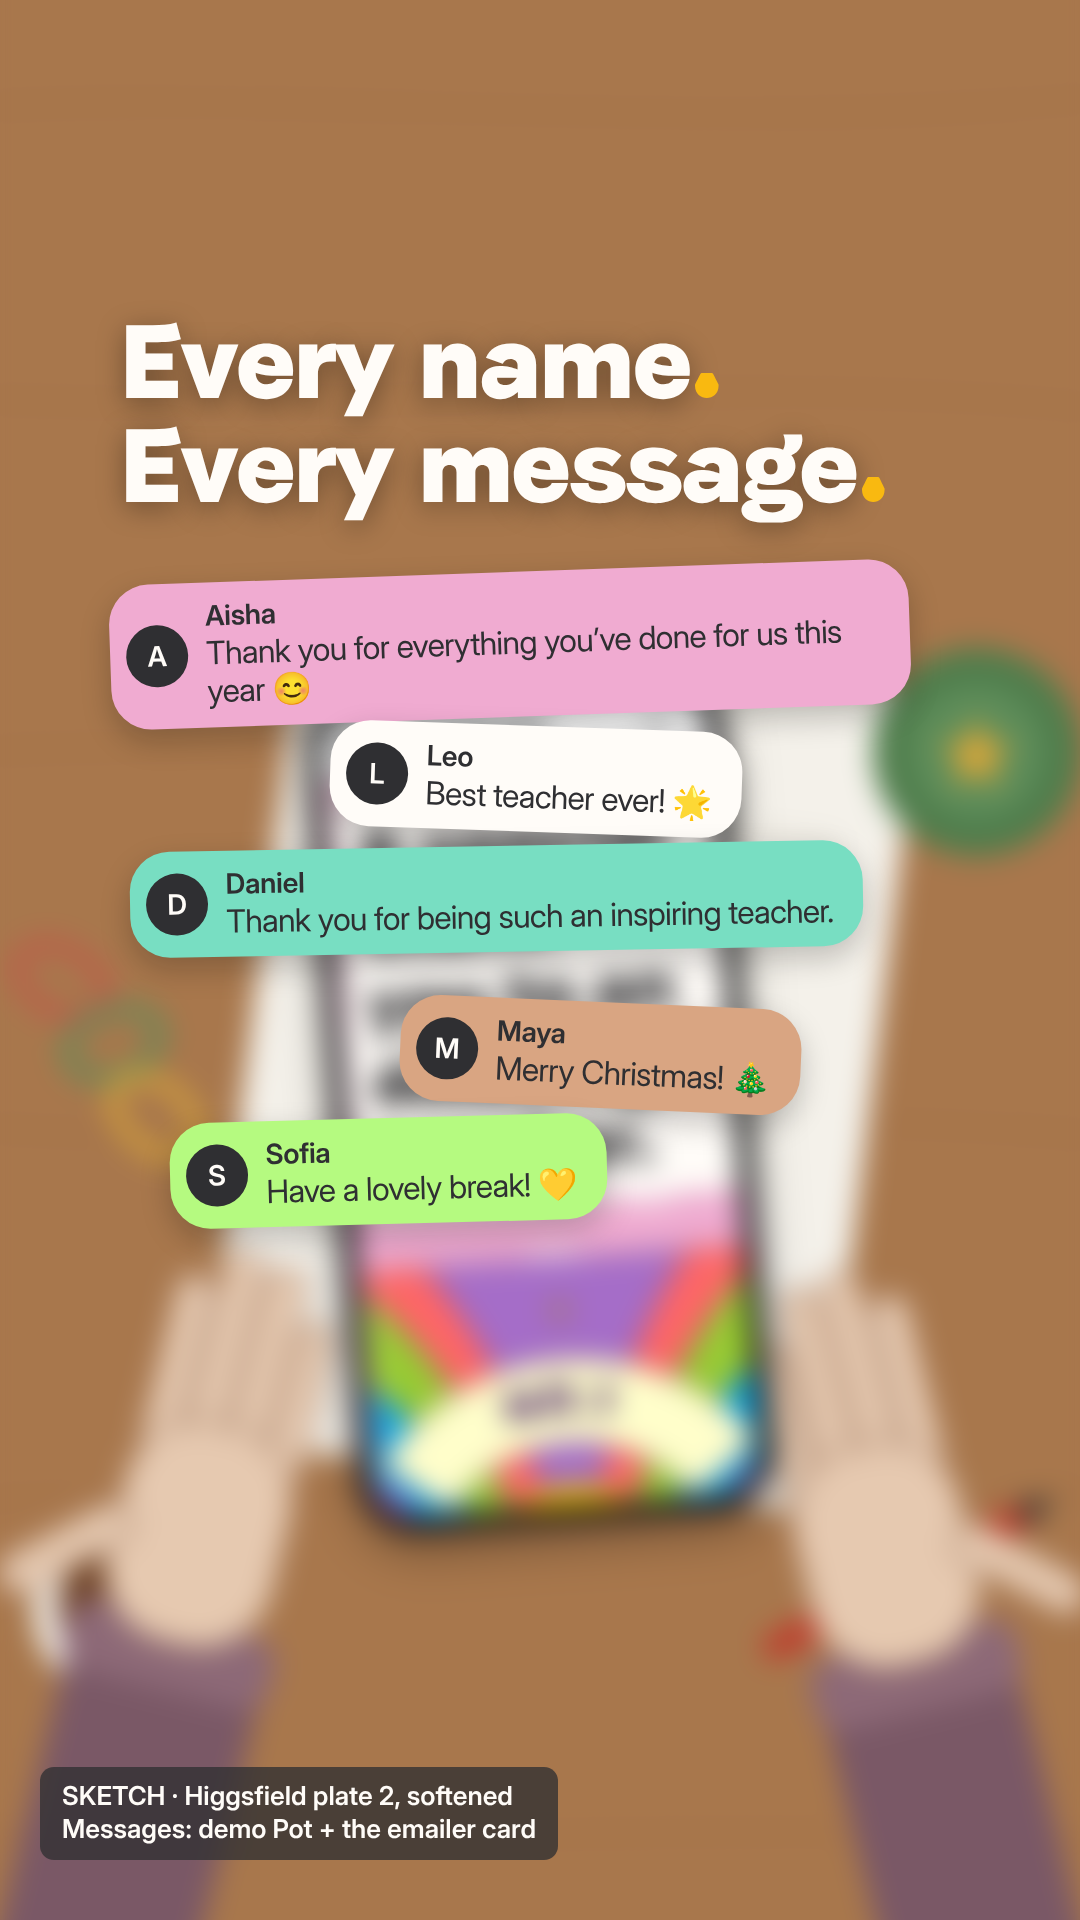 Every name.
Every message.
A
Aisha
Thank you for everything you’ve done for us this
year 😊
L
Leo
Best teacher ever! 🌟
D
Daniel
Thank you for being such an inspiring teacher.
M
Maya
Merry Christmas! 🎄
S
Sofia
Have a lovely break! 💛
SKETCH · Higgsfield plate 2, softened
Messages: demo Pot + the emailer card